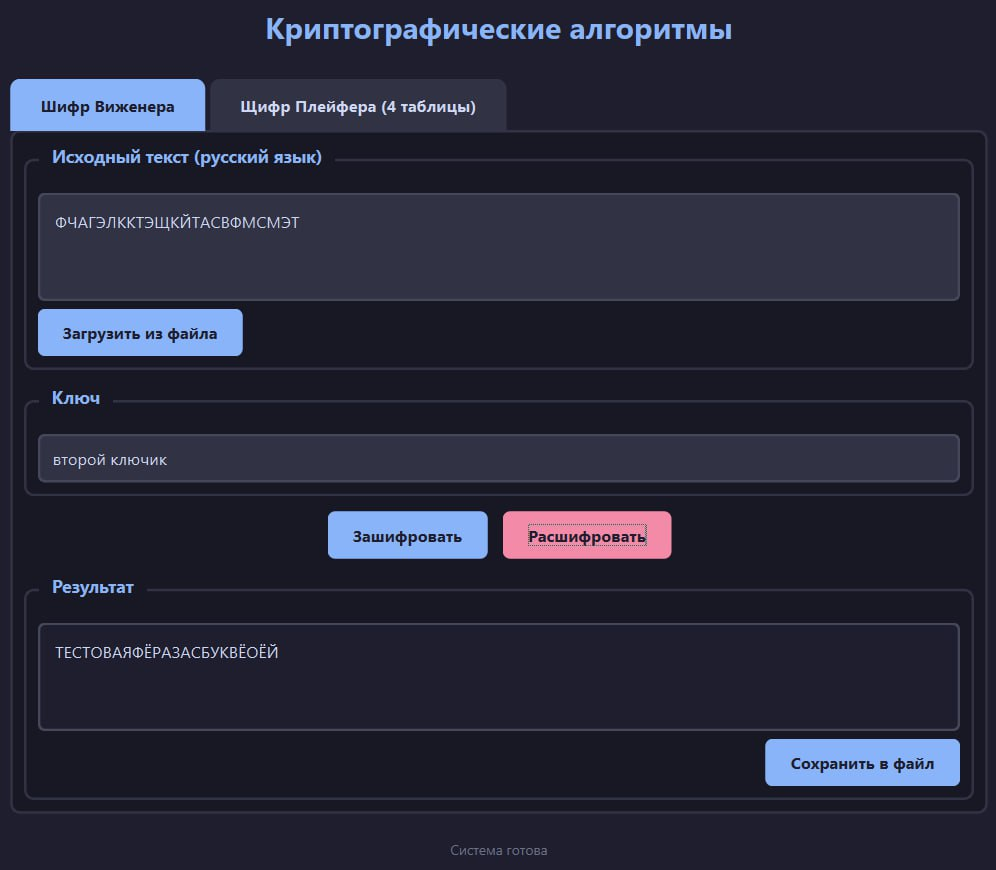 Криптографические алгоритмы
Шифр Виженера
Щифр Плейфера (4 таблицы)
Исходный текст (русский язык)
ФЧАГЭЛККТЭЩКЙТАСВФМСМЭТ
Загрузить из файла
Ключ
второй ключик
Зашифровать
Расшифровать
Результат
ТЕСТОВАЯФЁРАЗАСБУКВЁОЁЙ
Сохранить в файл
Система готова